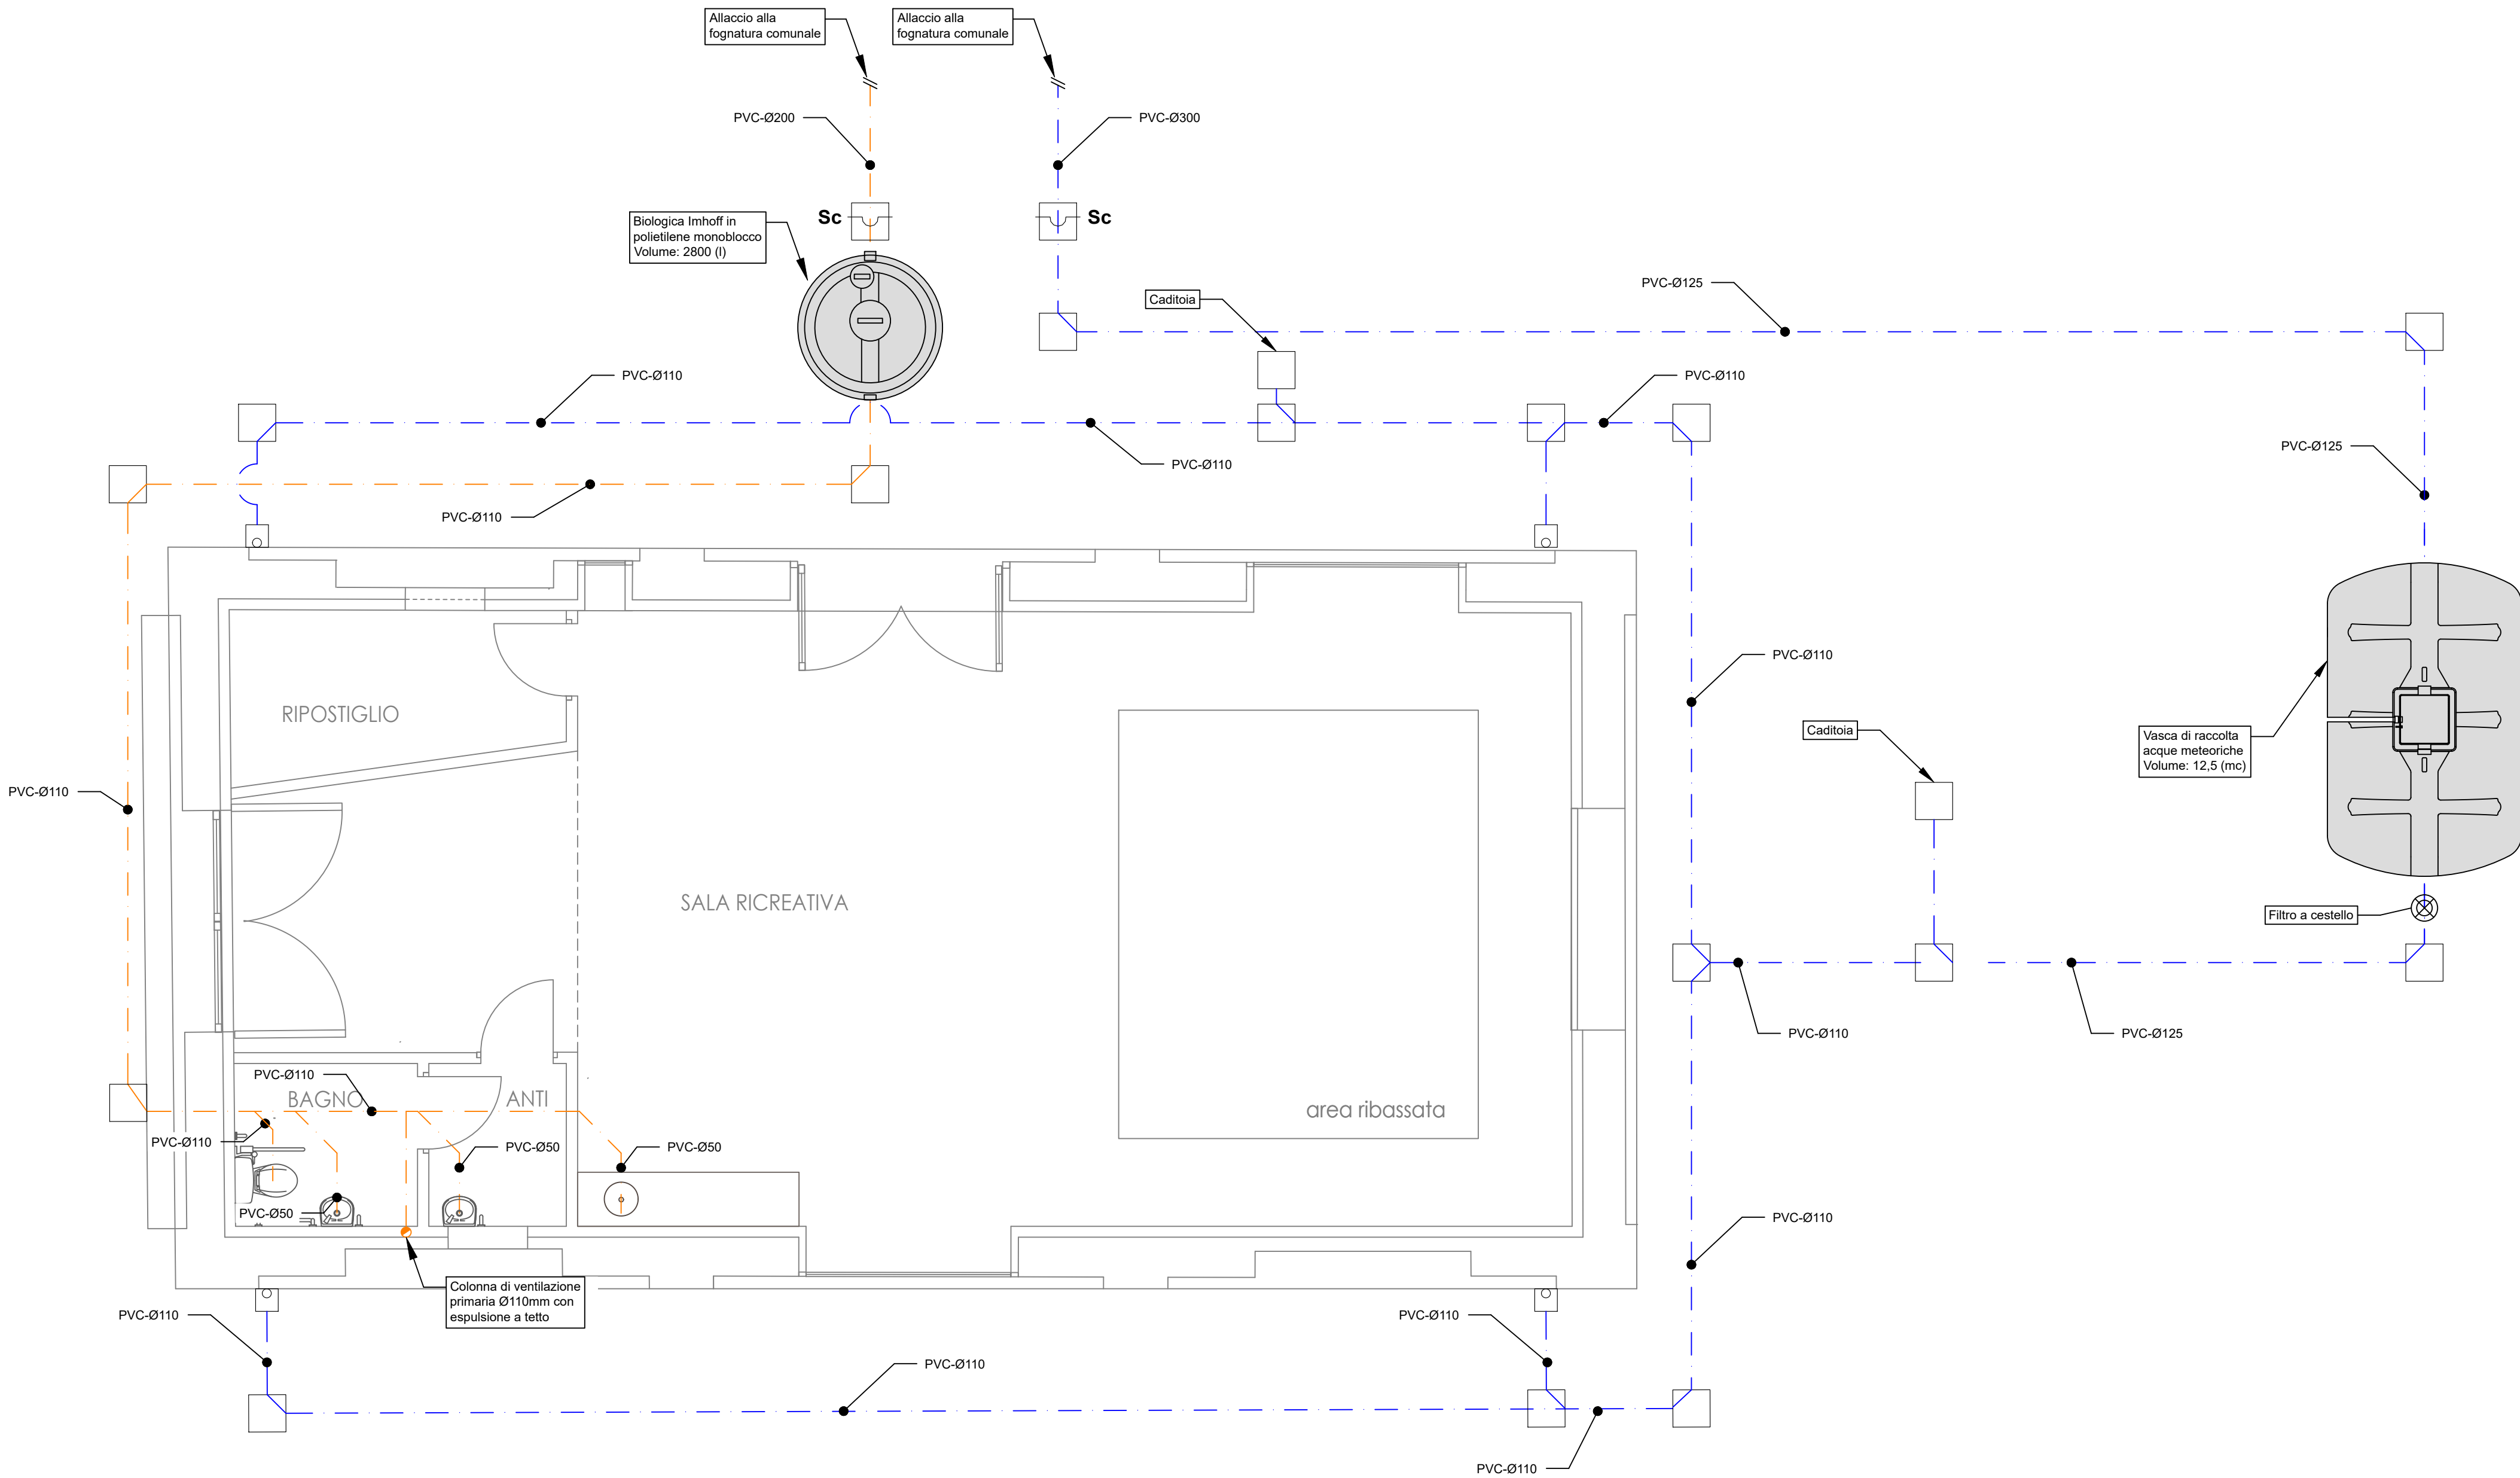 Allaccio alla
fognatura comunale
Allaccio alla
fognatura comunale
PVC-Ø200
PVC-Ø300
Sc
Sc
Biologica Imhoff in
polietilene monoblocco
Volume: 2800 (l)
PVC-Ø125
Caditoia
PVC-Ø110
PVC-Ø110
PVC-Ø125
PVC-Ø110
PVC-Ø110
PVC-Ø110
RIPOSTIGLIO
Caditoia
Vasca di raccolta
acque meteoriche
Volume: 12,5 (mc)
PVC-Ø110
SALA RICREATIVA
Filtro a cestello
PVC-Ø110
PVC-Ø125
PVC-Ø110
BAGNO
ANTI
area ribassata
PVC-Ø110
PVC-Ø50
PVC-Ø50
PVC-Ø50
PVC-Ø110
Colonna di ventilazione
primaria Ø110mm con
espulsione a tetto
PVC-Ø110
PVC-Ø110
PVC-Ø110
PVC-Ø110